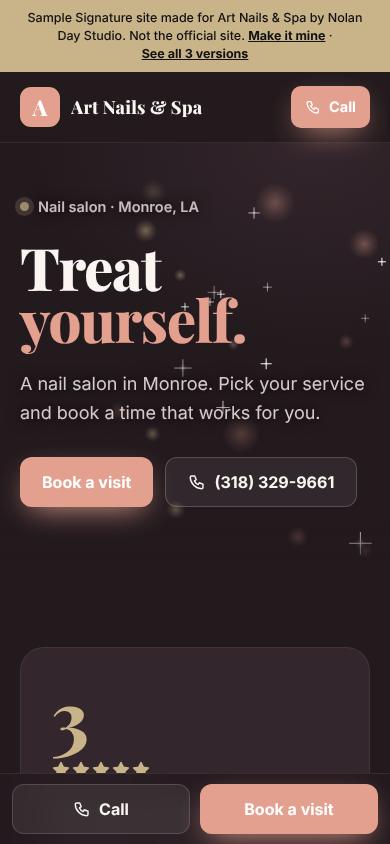 Sample Signature site made for Art Nails & Spa by Nolan
Day Studio. Not the official site. Make it mine ·
See all 3 versions
A Art Nails & Spa Call
Nail salon · Monroe, LA
Treat
yourself.
A nail salon in Monroe. Pick your service
and book a time that works for you.
Book a visit (318) 329-9661
3
Call Book a visit